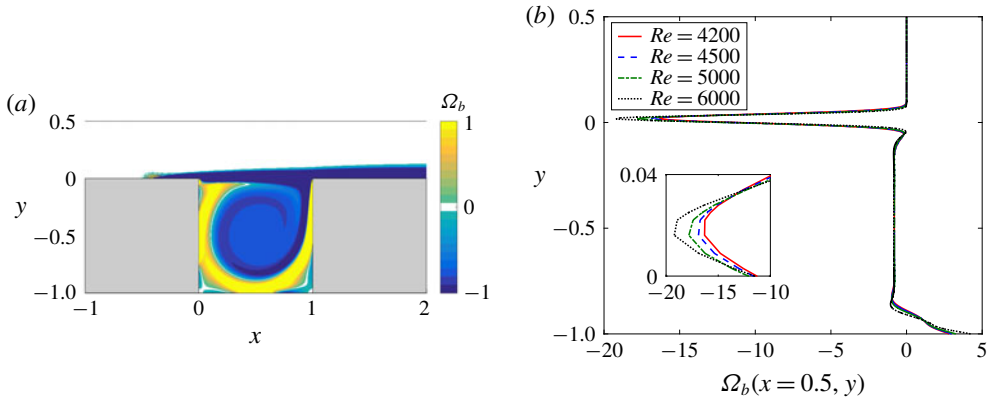 (a)
Ω_b
0.5
0
y
−0.5
−1.0
−1
0
1
2
x
1
0
−1
(b)
0.5
0
y
−0.5
−1.0
Re = 4200
Re = 4500
Re = 5000
Re = 6000
0.04
0
−20 −15 −10
−20 −15 −10 −5 0 5
Ω_b(x = 0.5, y)